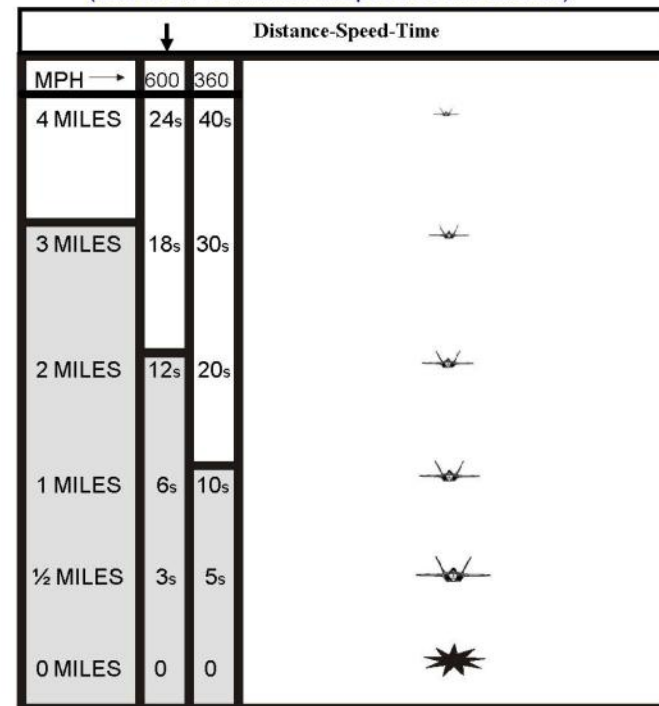 Distance-Speed-Time
MPH → 600 360
4 MILES 24s 40s
3 MILES 18s 30s
2 MILES 12s 20s
1 MILES 6s 10s
½ MILES 3s 5s
0 MILES 0 0